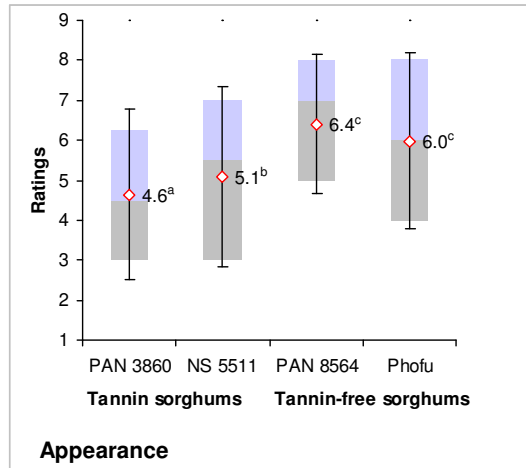 9
8
7
6
5
4
3
2
1
Ratings
4.6ᵃ
5.1ᵇ
6.4ᶜ
6.0ᶜ
PAN 3860 NS 5511 PAN 8564 Phofu
Tannin sorghums Tannin-free sorghums
Appearance